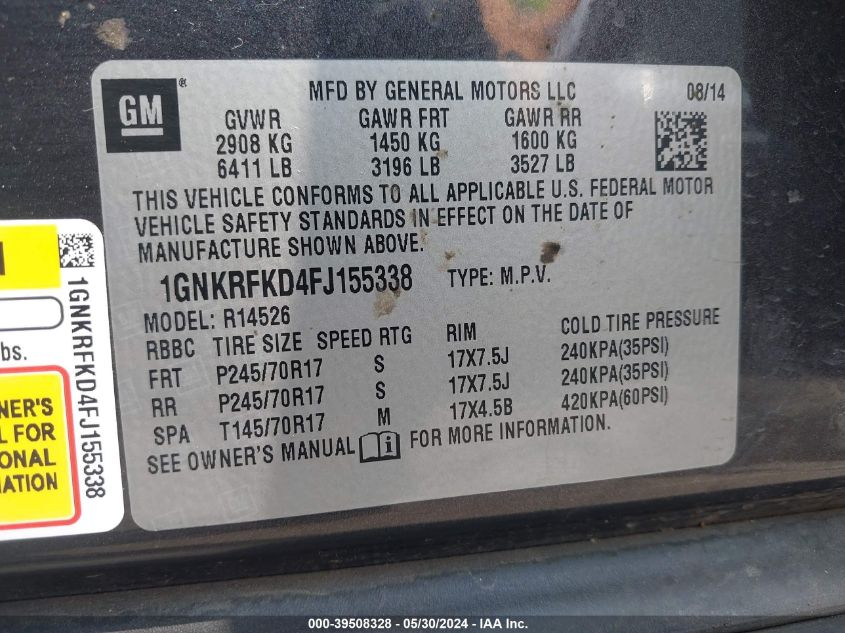 GM ®
MFD BY GENERAL MOTORS LLC 08/14
GVWR GAWR FRT GAWR RR
2908 KG 1450 KG 1600 KG
6411 LB 3196 LB 3527 LB
THIS VEHICLE CONFORMS TO ALL APPLICABLE U.S. FEDERAL MOTOR
VEHICLE SAFETY STANDARDS IN EFFECT ON THE DATE OF
MANUFACTURE SHOWN ABOVE.
1GNKRFKD4FJ155338 TYPE: M.P.V.
MODEL: R14526
RBBC TIRE SIZE SPEED RTG RIM COLD TIRE PRESSURE
FRT P245/70R17 S 17X7.5J 240KPA(35PSI)
RR P245/70R17 S 17X7.5J 240KPA(35PSI)
SPA T145/70R17 M 17X4.5B 420KPA(60PSI)
SEE OWNER'S MANUAL i FOR MORE INFORMATION.
bs.
NER'S
L FOR
ONAL
ATION
1GNKRFKD4FJ155338
000-39508328 - 05/30/2024 - IAA Inc.